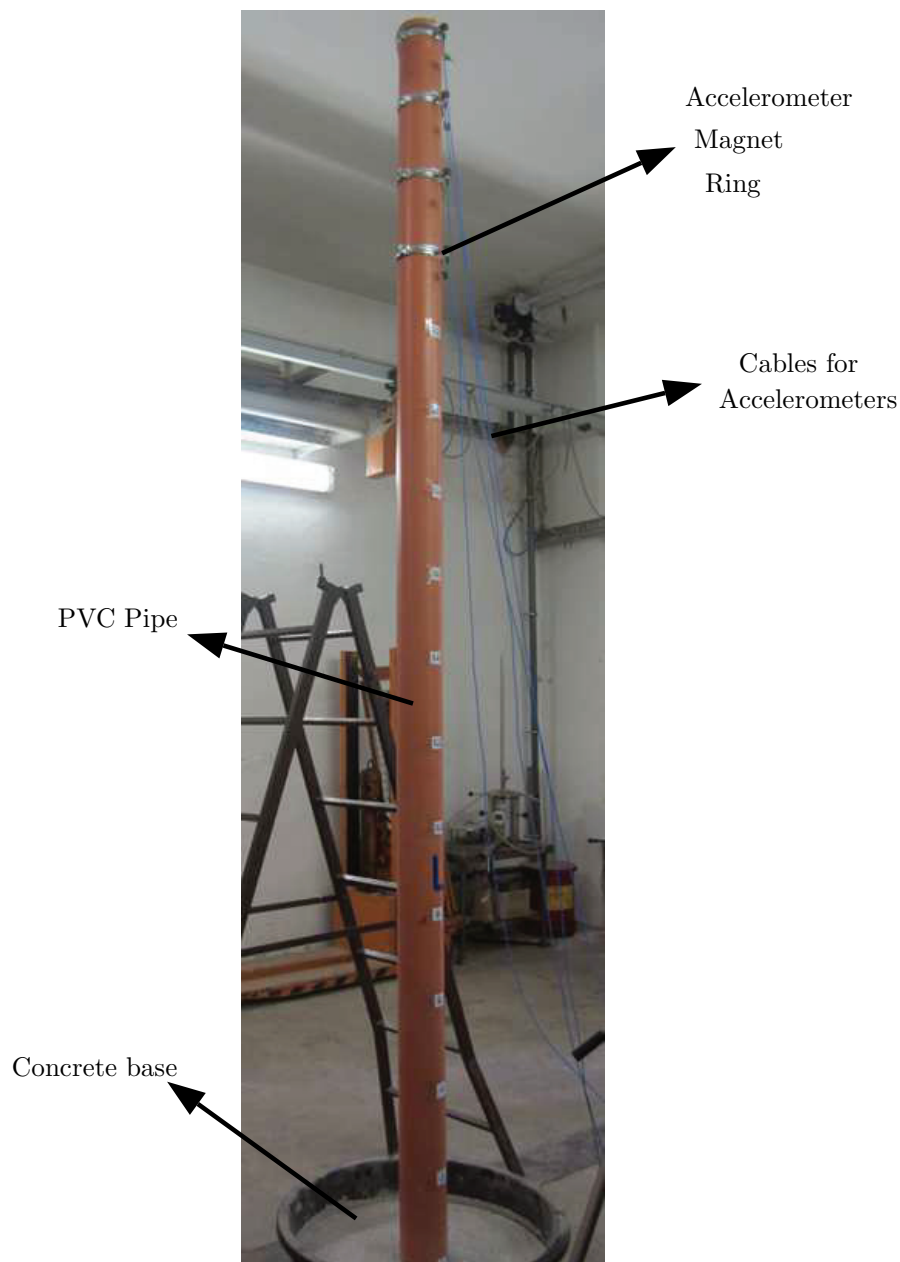 Accelerometer
Magnet
Ring
Cables for
Accelerometers
PVC Pipe
L
Concrete base